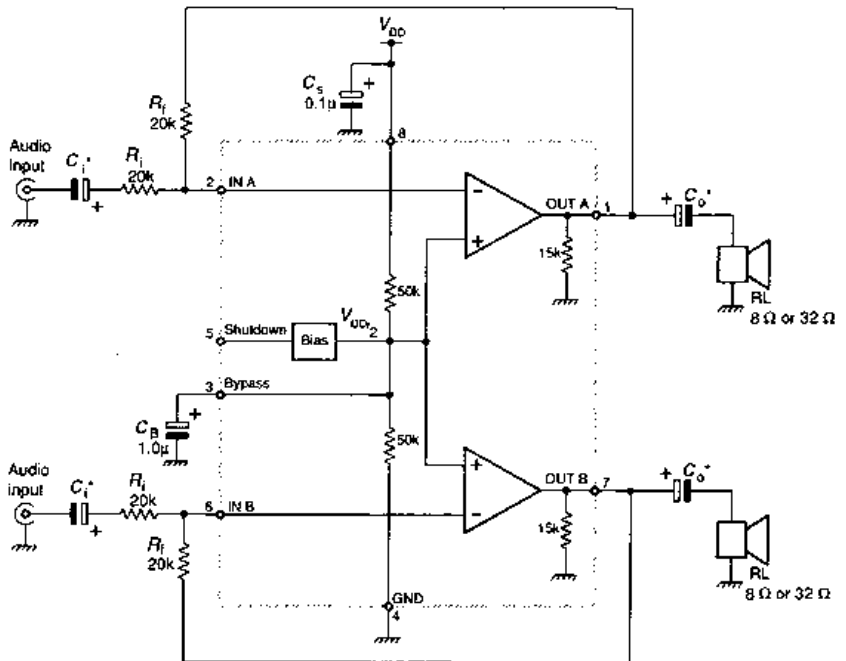 V_DD
C_s
0.1µ
R_f
20k
8
Audio
Input
C_i*
R_i
20k
2
IN A
OUT A
1
C_o*
15k
50k
RL
8 Ω or 32 Ω
5
Shutdown
Bias
V_DD/2
3
Bypass
C_B
1.0µ
50k
Audio
input
C_i*
R_i
20k
6
IN B
OUT B
7
C_o*
R_f
20k
15k
RL
8 Ω or 32 Ω
GND
4